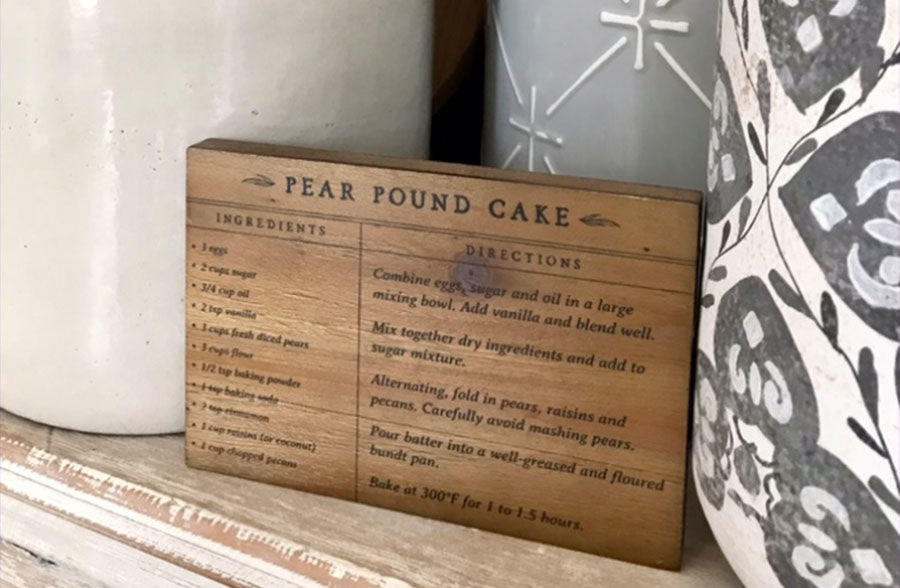 PEAR POUND CAKE
INGREDIENTS
• 3 eggs
• 2 cups sugar
• 3/4 cup oil
• 2 tsp vanilla
• 3 cups fresh diced pears
• 3 cups flour
• 1/2 tsp baking powder
• 1 tsp baking soda
• 2 tsp cinnamon
• 1 cup raisins (or coconut)
• 1 cup chopped pecans
DIRECTIONS
Combine eggs, sugar and oil in a large
mixing bowl. Add vanilla and blend well.
Mix together dry ingredients and add to
sugar mixture.
Alternating, fold in pears, raisins and
pecans. Carefully avoid mashing pears.
Pour batter into a well-greased and floured
bundt pan.
Bake at 300°F for 1 to 1.5 hours.